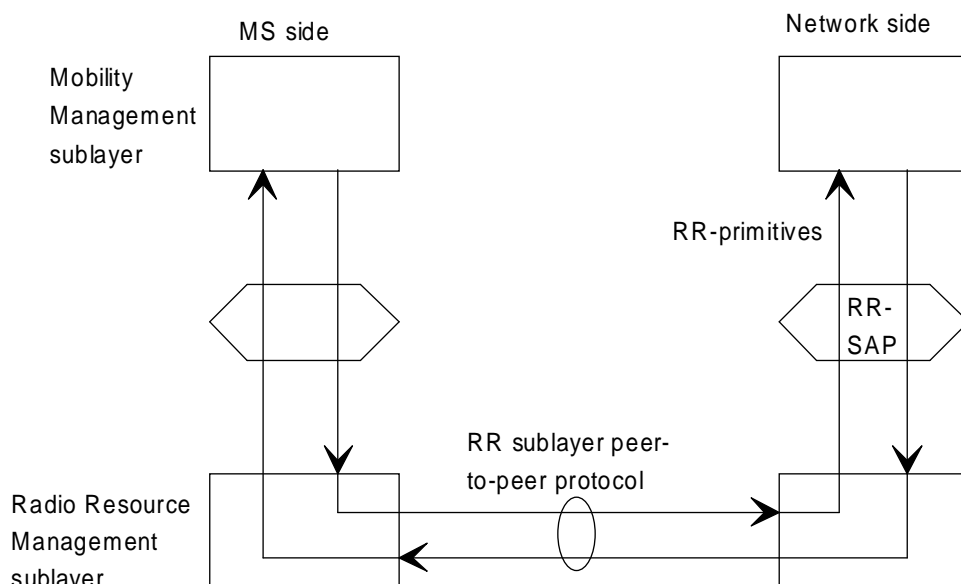 MS side
Network side
Mobility
Management
sublayer
RR-primitives
RR-
SAP
RR sublayer peer-
to-peer protocol
Radio Resource
Management
sublayer